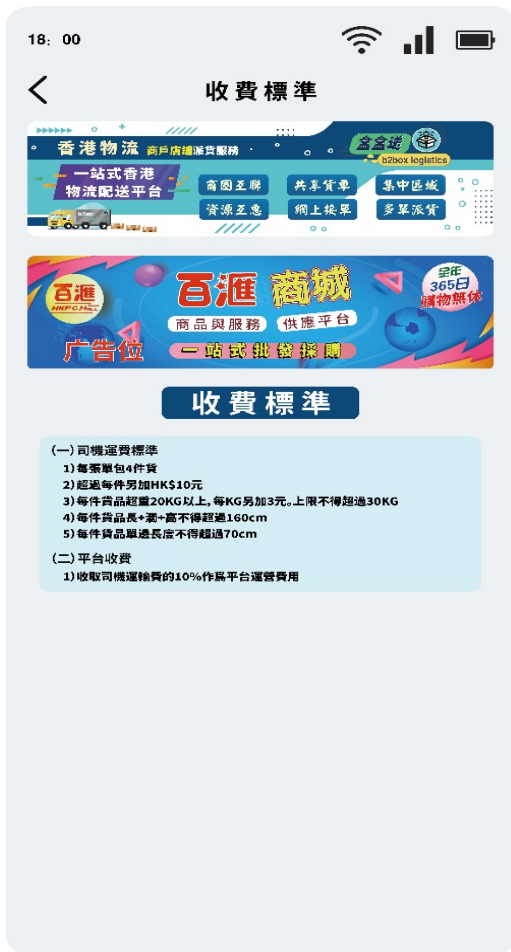 18: 00
收費標準
香港物流 商戶店鋪派貨服務
盒盒送
b2box logistics
一站式香港
物流配送平台
商圈互聯 共享貨車 集中區域
資源互惠 網上接單 多單派貨
百滙
HKPG
百滙 商城
全年
365日
購物無休
商品與服務 供應平台
广告位
一站式批發採購
收費標準
(一)司機運費標準
1)每張單包4件貨
2)超過每件另加HK$10元
3)每件貨品超重20KG以上,每KG另加3元。上限不得超過30KG
4)每件貨品長+濶+高不得超過160cm
5)每件貨品單邊長度不得超過70cm
(二)平台收費
1)收取司機運輸費的10%作為平台運營費用